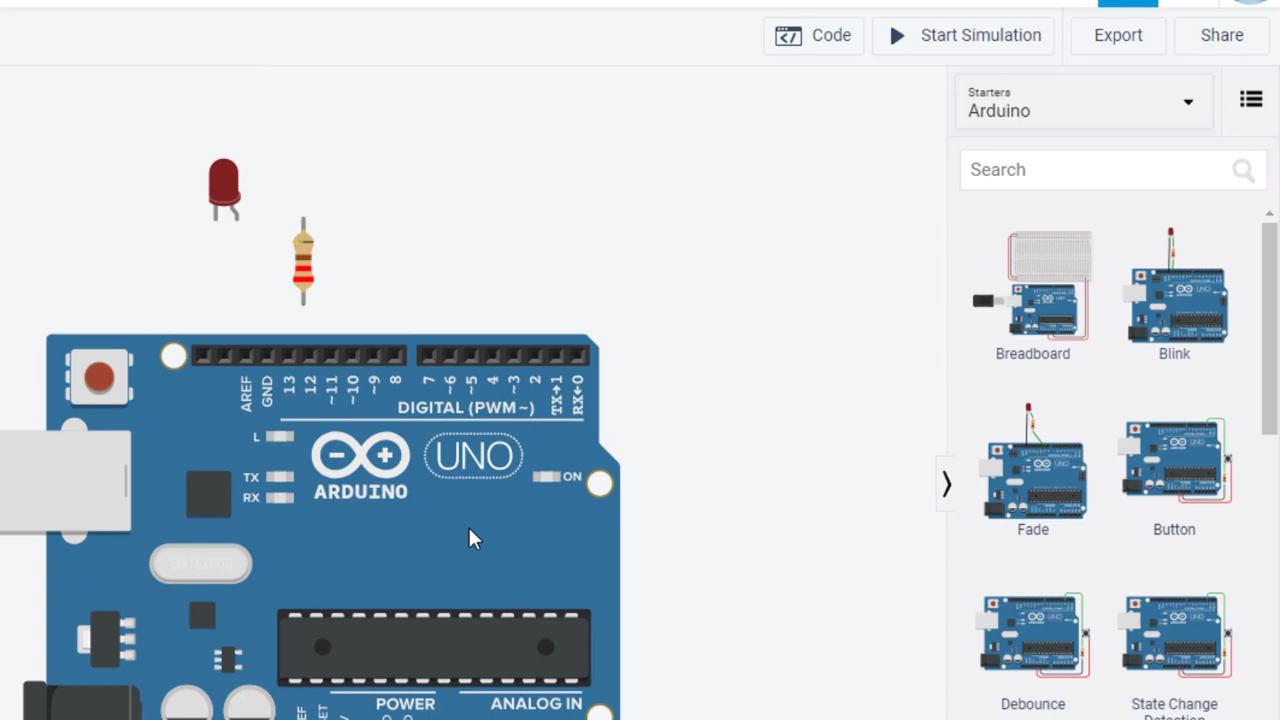 Code
Start Simulation
Export
Share
Starters
Arduino
Search
Breadboard
Blink
Fade
Button
Debounce
State Change
AREF
GND
13
12
~11
~10
~9
8
7
~6
~5
4
~3
2
TX→1
RX←0
DIGITAL (PWM~)
L
TX
RX
ARDUINO
UNO
ON
POWER
ANALOG IN